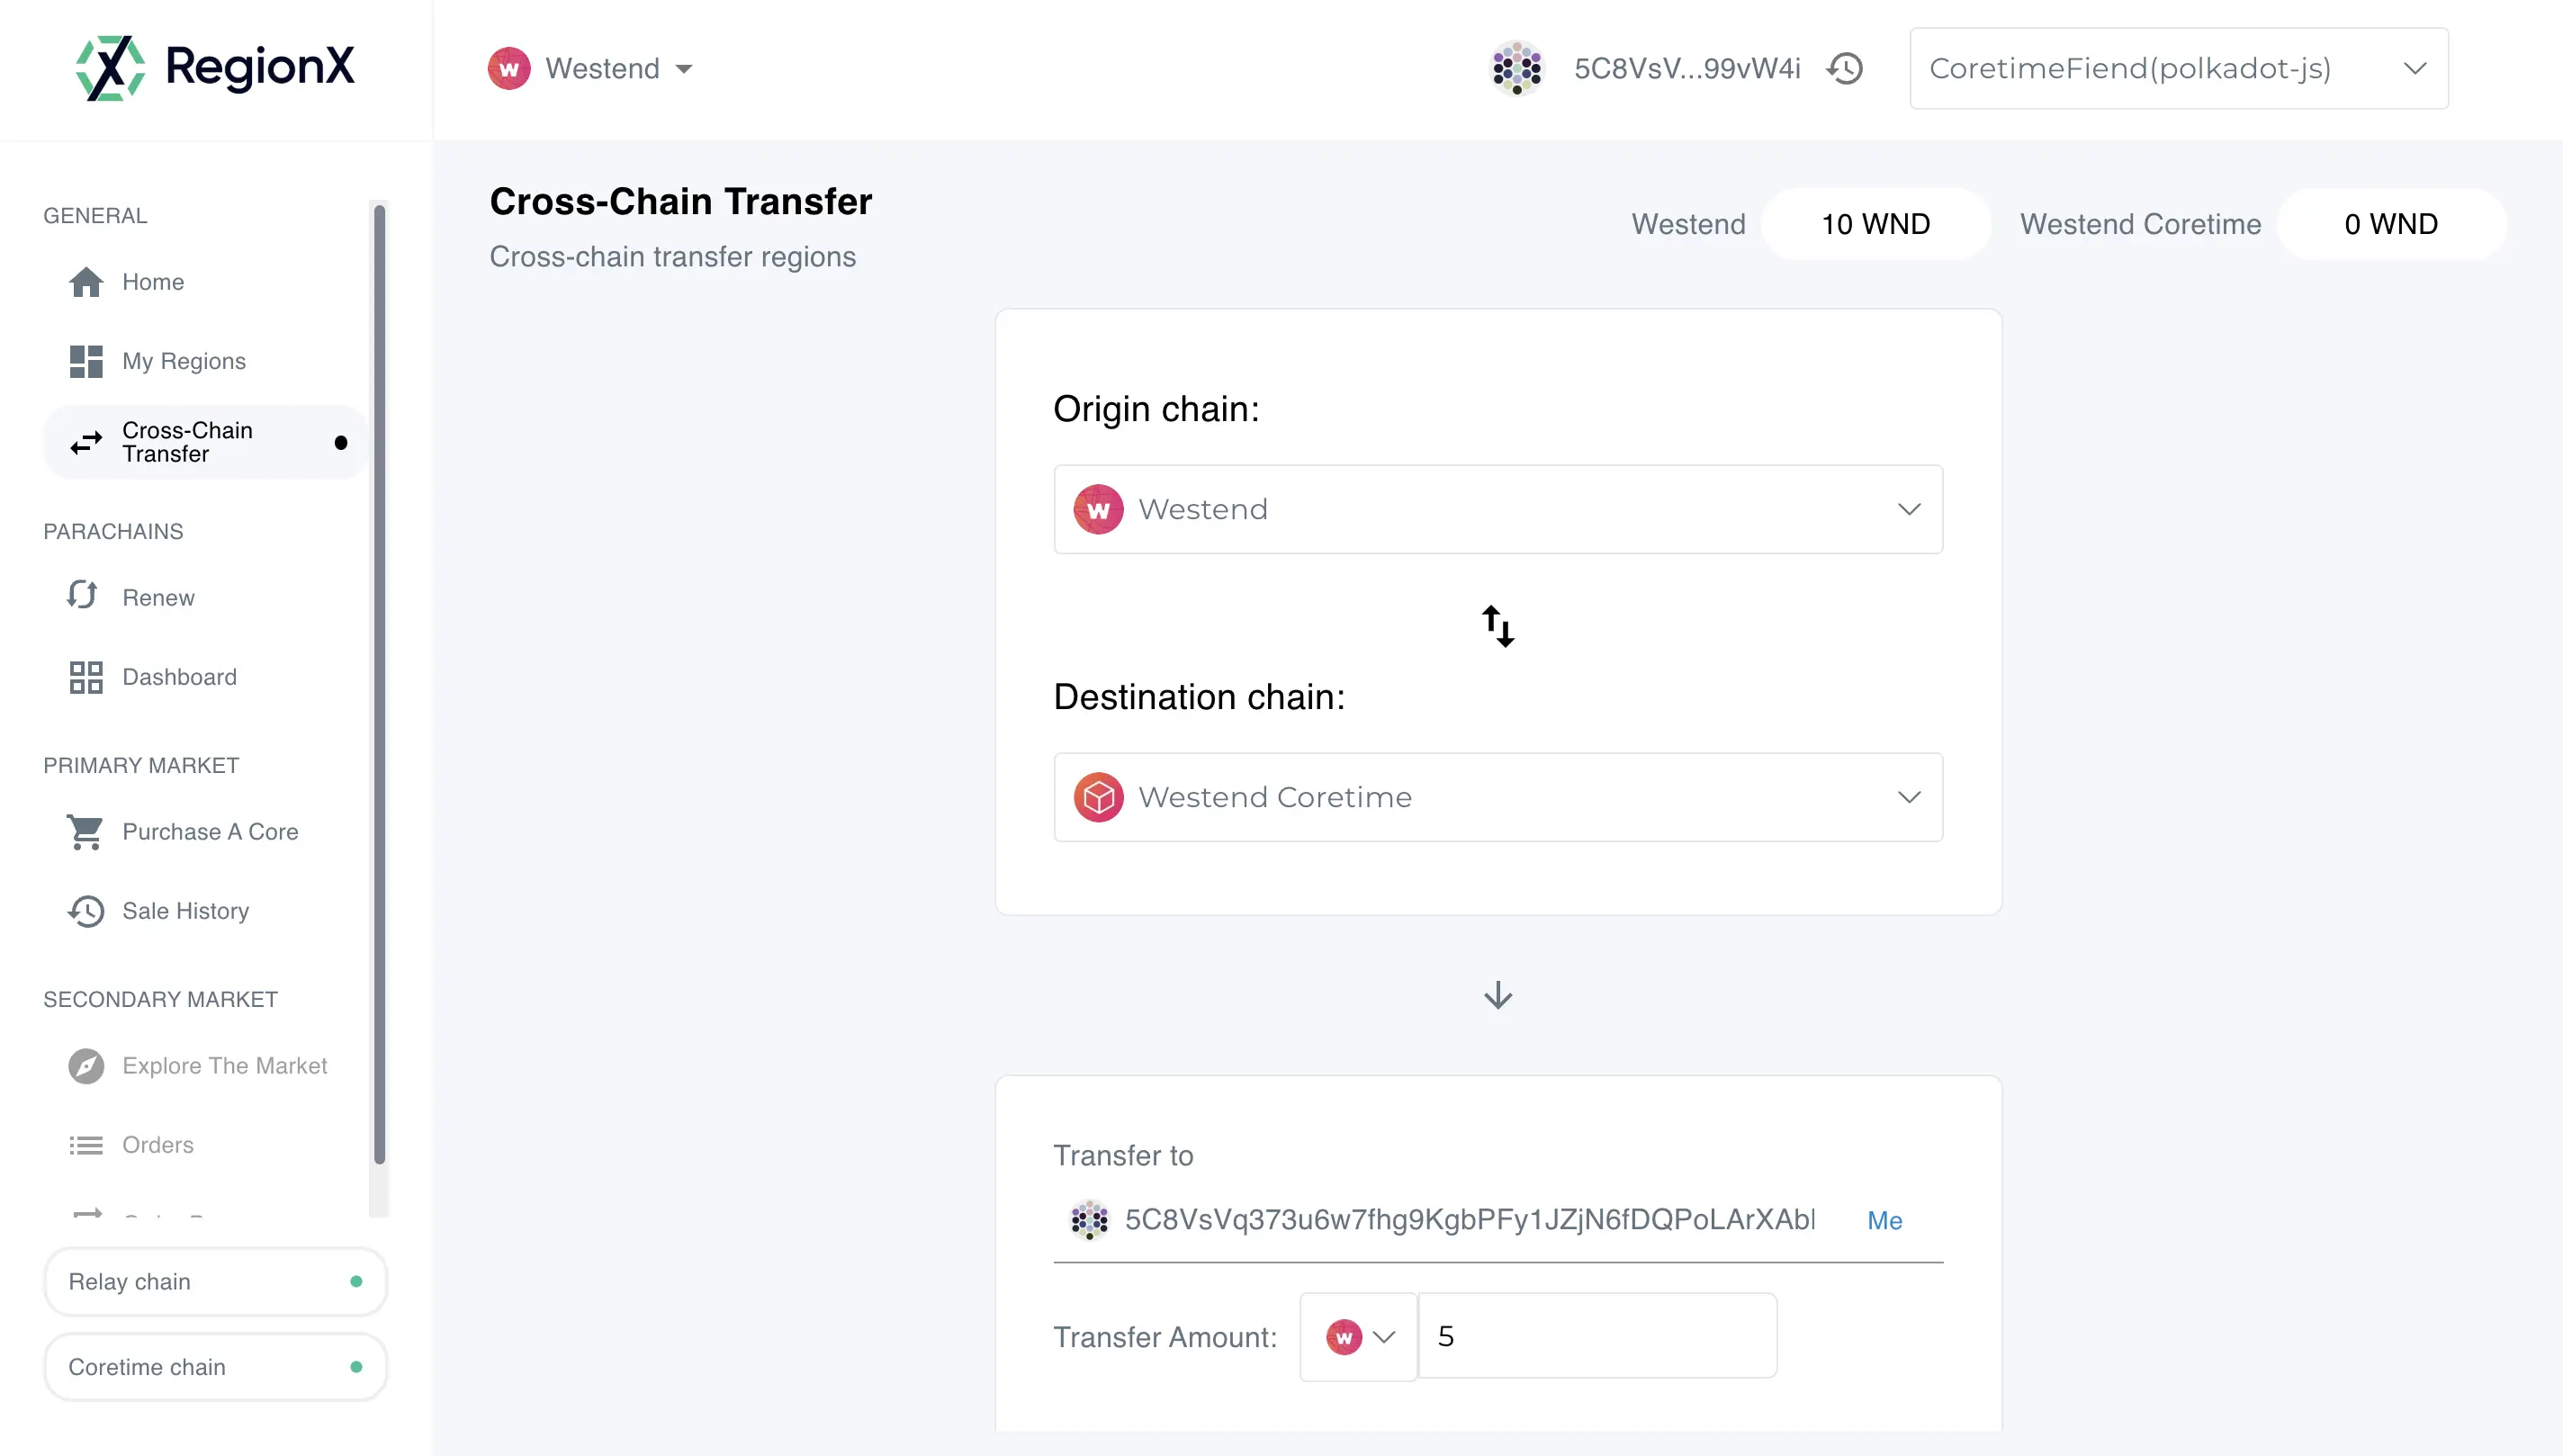 RegionX
Westend
5C8VsV...99vW4i
CoretimeFiend(polkadot-js)
GENERAL
Home
My Regions
Cross-Chain
Transfer
PARACHAINS
Renew
Dashboard
PRIMARY MARKET
Purchase A Core
Sale History
SECONDARY MARKET
Explore The Market
Orders
Relay chain
Coretime chain
Cross-Chain Transfer
Cross-chain transfer regions
Westend
10 WND
Westend Coretime
0 WND
Origin chain:
Westend
Destination chain:
Westend Coretime
Transfer to
5C8VsVq373u6w7fhg9KgbPFy1JZjN6fDQPoLArXAb
Me
Transfer Amount:
5